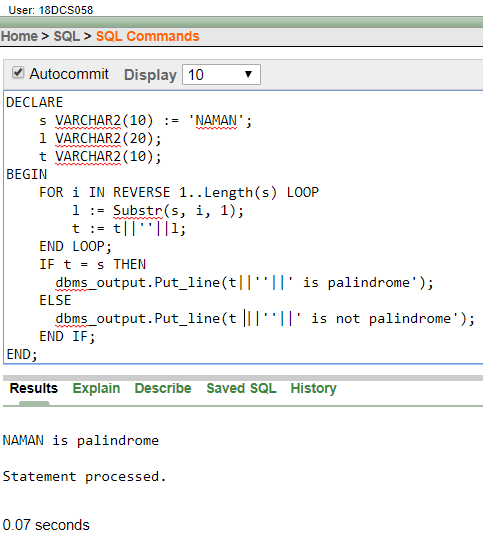 User: 18DCS058
Home > SQL > SQL Commands
Autocommit Display 10
DECLARE
    s VARCHAR2(10) := 'NAMAN';
    l VARCHAR2(20);
    t VARCHAR2(10);
BEGIN
    FOR i IN REVERSE 1..Length(s) LOOP
        l := Substr(s, i, 1);
        t := t||''||l;
    END LOOP;
    IF t = s THEN
      dbms_output.Put_line(t||''||' is palindrome');
    ELSE
      dbms_output.Put_line(t ||''||' is not palindrome');
    END IF;
END;
Results Explain Describe Saved SQL History
NAMAN is palindrome
Statement processed.
0.07 seconds